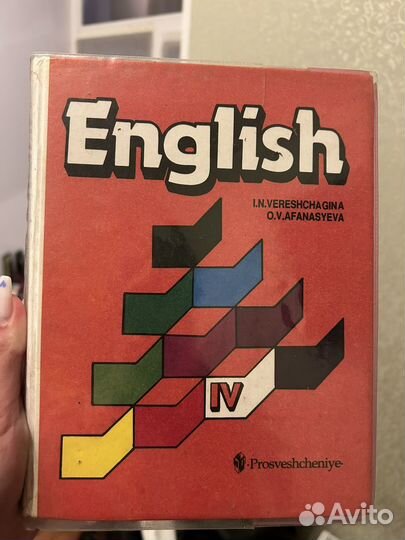 English
I.N.VERESHCHAGINA
O.V.AFANASYEVA
IV
·Prosveshcheniye·
Avito